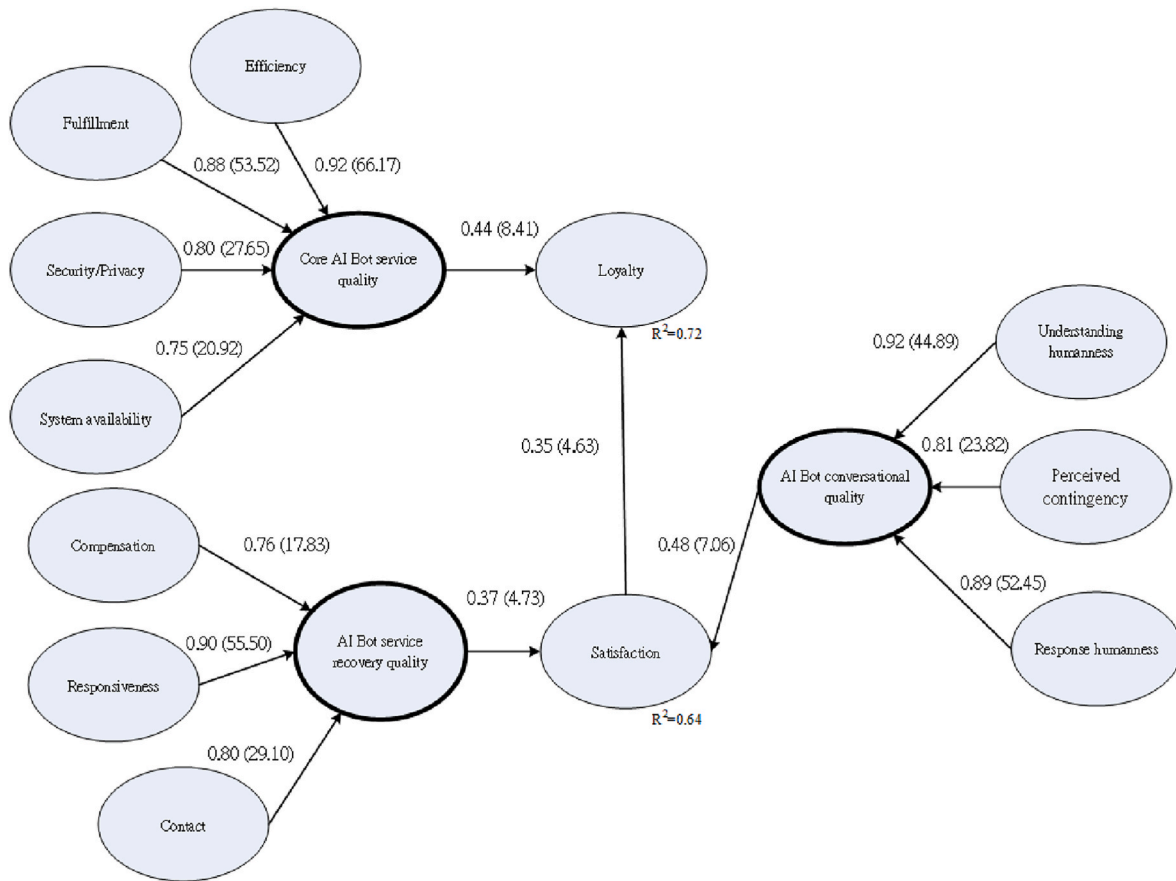 Efficiency
Fulfillment
0.88 (53.52)
0.92 (66.17)
Security/Privacy
0.80 (27.65)
Core AI Bot service
quality
0.44 (8.41)
Loyalty
R²=0.72
System availability
0.75 (20.92)
Understanding
humanness
0.92 (44.89)
0.35 (4.63)
0.81 (23.82)
AI Bot conversational
quality
Perceived
contingency
Compensation
0.76 (17.83)
0.48 (7.06)
0.89 (52.45)
Response humanness
0.37 (4.73)
AI Bot service
recovery quality
Satisfaction
R²=0.64
Responsiveness
0.90 (55.50)
0.80 (29.10)
Contact